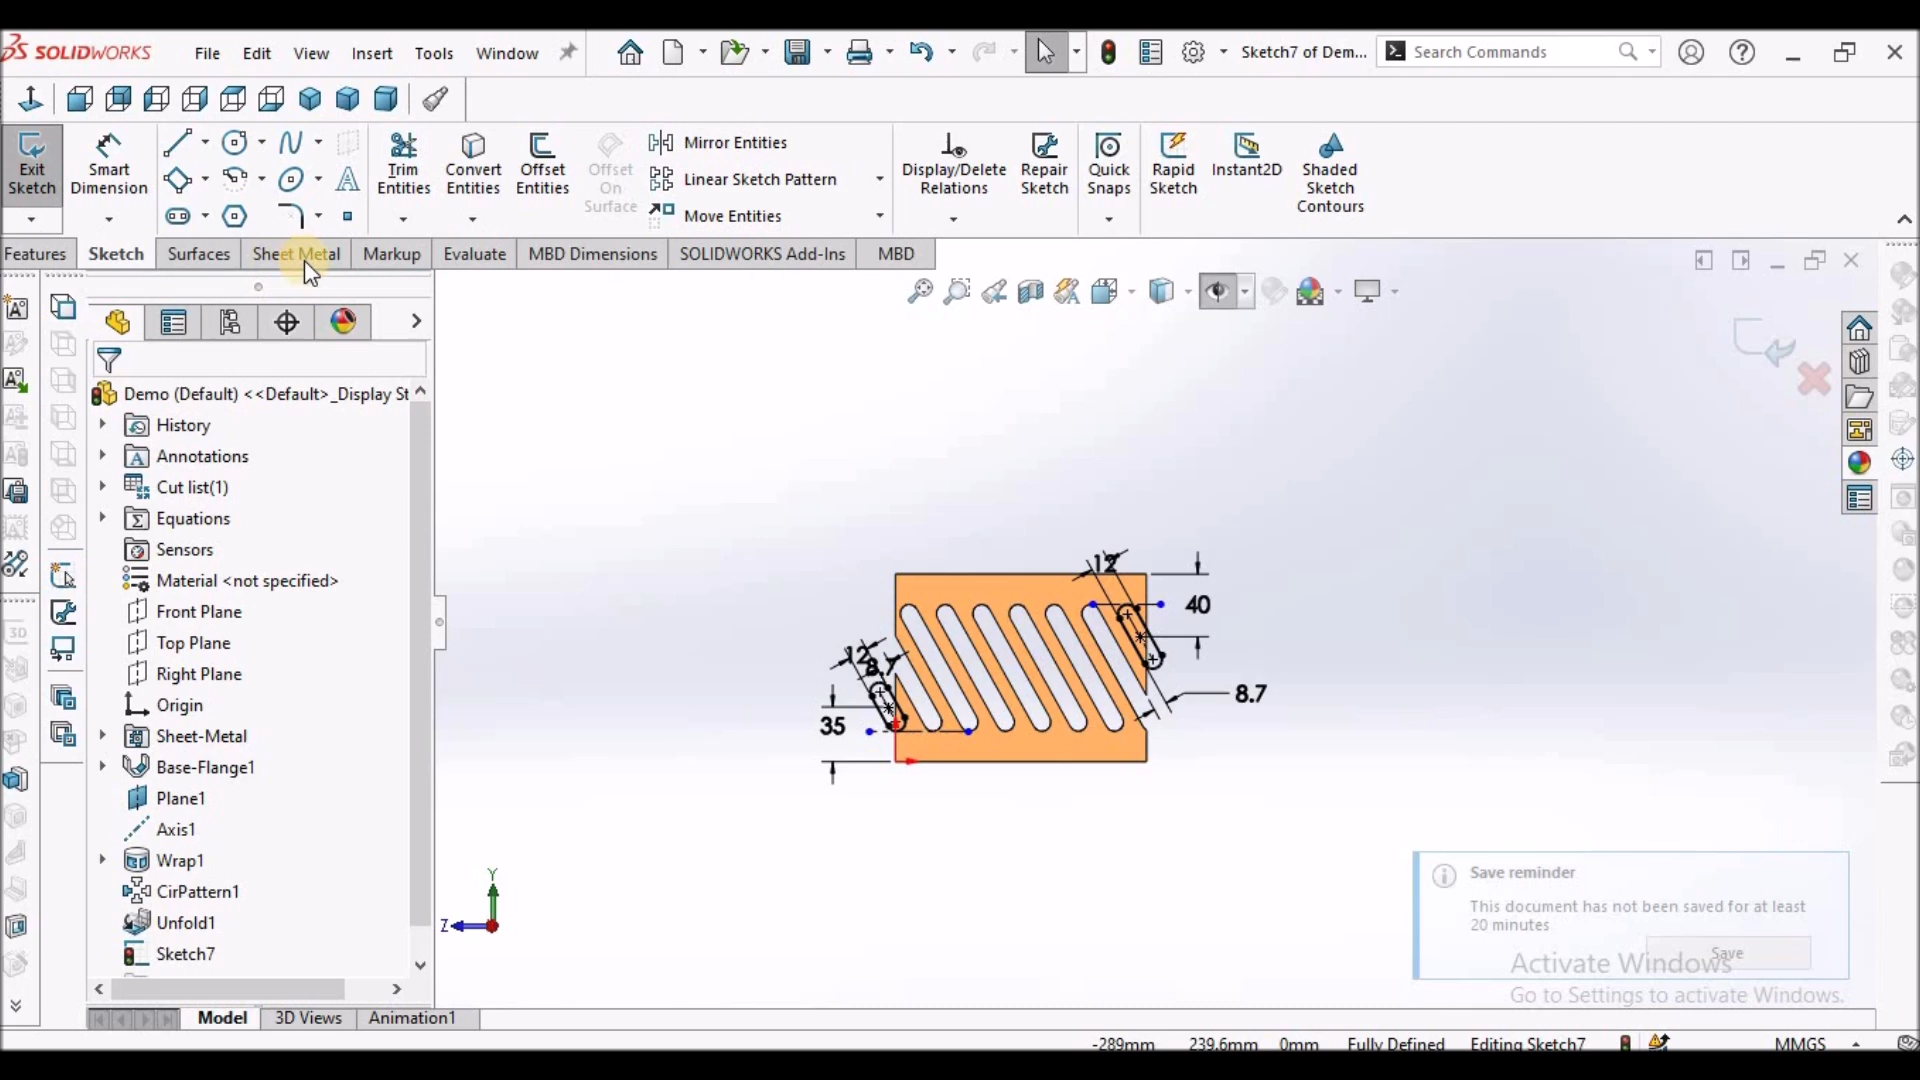 SOLIDWORKS File Edit View Insert Tools Window Sketch7 of Dem... Search Commands
Exit Sketch
Smart Dimension
Trim Entities
Convert Entities
Offset Entities
Offset On Surface
Mirror Entities
Linear Sketch Pattern
Move Entities
Display/Delete Relations
Repair Sketch
Quick Snaps
Rapid Sketch
Instant2D
Shaded Sketch Contours
Features Sketch Surfaces Sheet Metal Markup Evaluate MBD Dimensions SOLIDWORKS Add-Ins MBD
Demo (Default) <<Default>_Display St
History
Annotations
Cut list(1)
Equations
Sensors
Material <not specified>
Front Plane
Top Plane
Right Plane
Origin
Sheet-Metal
Base-Flange1
Plane1
Axis1
Wrap1
CirPattern1
Unfold1
Sketch7
12
40
12
8.7
35
8.7
Y
Z
Save reminder
This document has not been saved for at least
20 minutes
Save
Activate Windows
Go to Settings to activate Windows.
Model 3D Views Animation1
-289mm 239.6mm 0mm Fully Defined Editing Sketch7 MMGS